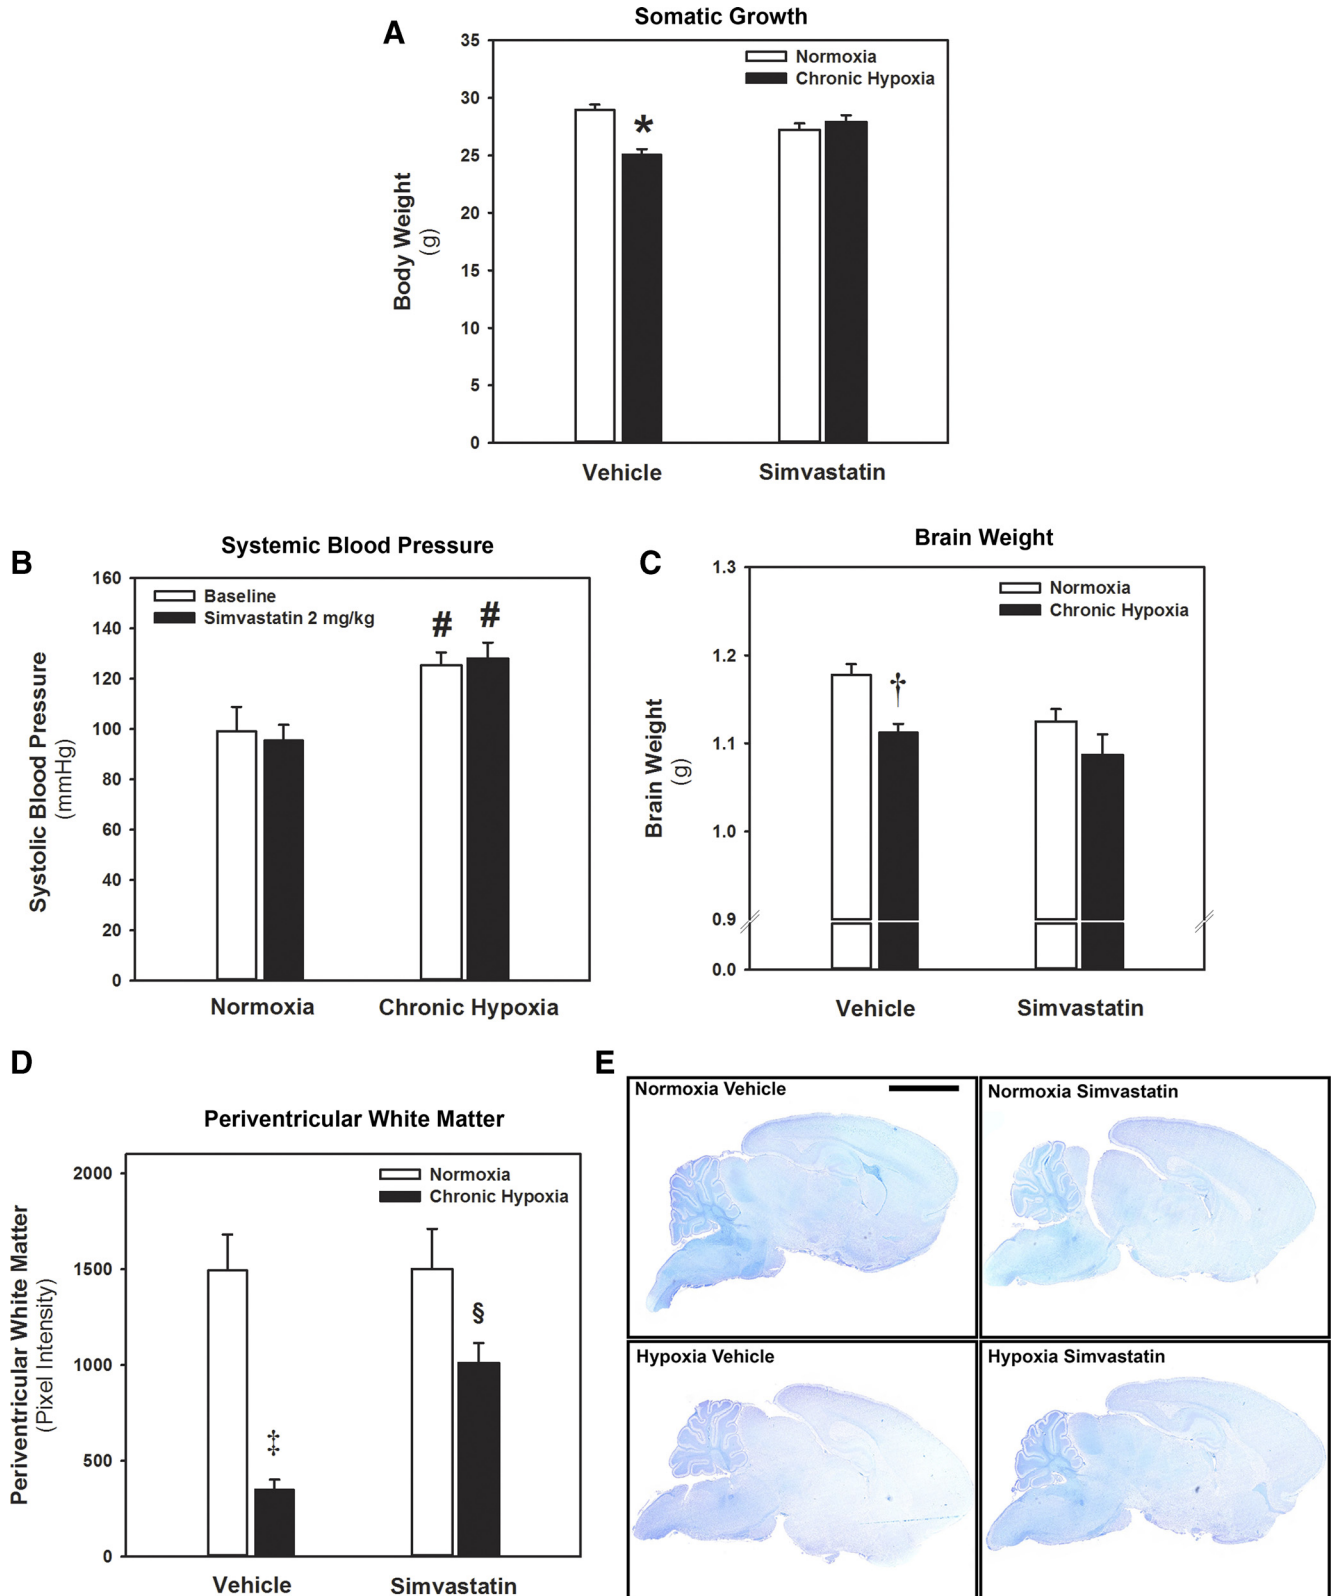 A
Somatic Growth
35
30
25
20
15
10
5
0
Body Weight
(g)
Normoxia
Chronic Hypoxia
*
Vehicle
Simvastatin
B
Systemic Blood Pressure
160
140
120
100
80
60
40
20
0
Systolic Blood Pressure
(mmHg)
Baseline
Simvastatin 2 mg/kg
# #
Normoxia
Chronic Hypoxia
C
Brain Weight
1.3
1.2
1.1
1.0
0.9
0.0
Brain Weight
(g)
Normoxia
Chronic Hypoxia
†
Vehicle
Simvastatin
D
Periventricular White Matter
2000
1500
1000
500
0
Periventricular White Matter
(Pixel Intensity)
Normoxia
Chronic Hypoxia
‡
§
Vehicle
Simvastatin
E
Normoxia Vehicle
Normoxia Simvastatin
Hypoxia Vehicle
Hypoxia Simvastatin